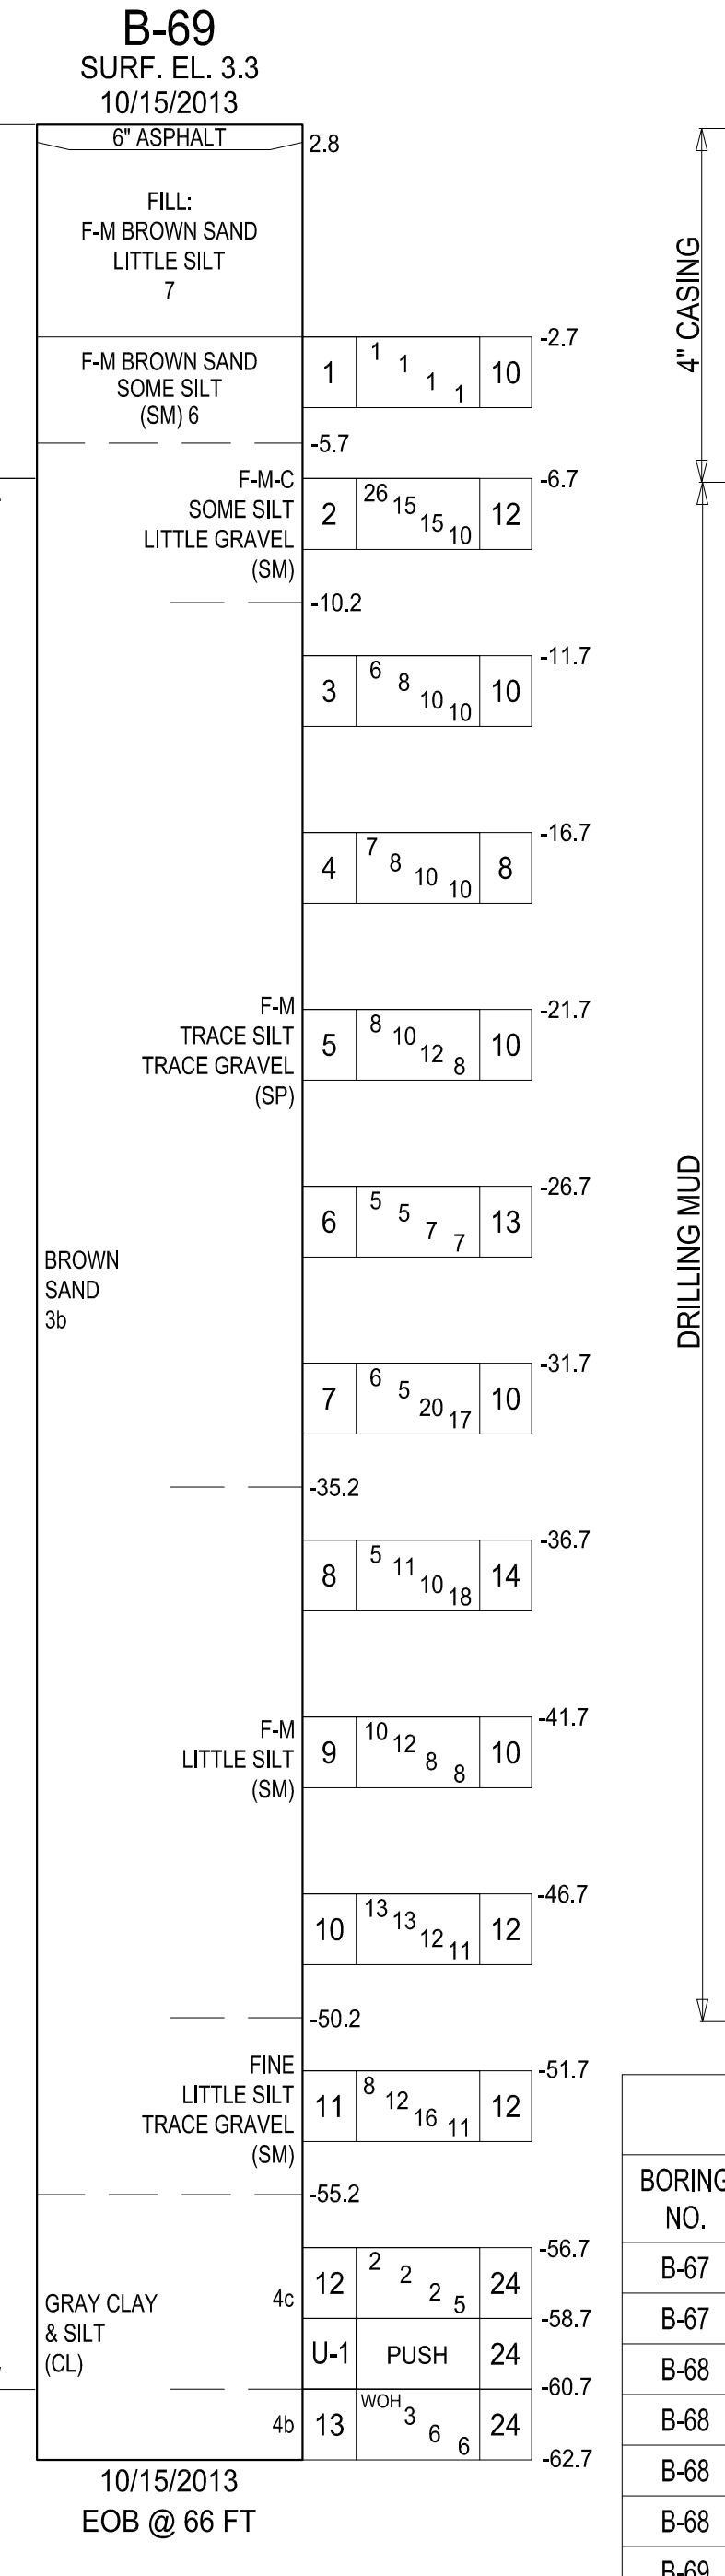 B-69
SURF. EL. 3.3
10/15/2013
6" ASPHALT
2.8
FILL:
F-M BROWN SAND
LITTLE SILT
7
4" CASING
-2.7
F-M BROWN SAND
SOME SILT
(SM) 6
1 1 1 1 1 10
-5.7
-6.7
F-M-C
SOME SILT
LITTLE GRAVEL
(SM)
2 26 15 15 10 12
-10.2
-11.7
3 6 8 10 10 10
-16.7
4 7 8 10 10 8
-21.7
F-M
TRACE SILT
TRACE GRAVEL
(SP)
5 8 10 12 8 10
DRILLING MUD
-26.7
6 5 5 7 7 13
BROWN
SAND
3b
-31.7
7 6 5 20 17 10
-35.2
-36.7
8 5 11 10 18 14
-41.7
F-M
LITTLE SILT
(SM)
9 10 12 8 8 10
-46.7
10 13 13 12 11 12
-50.2
-51.7
FINE
LITTLE SILT
TRACE GRAVEL
(SM)
11 8 12 16 11 12
-55.2
-56.7
4c
12 2 2 2 5 24
GRAY CLAY
& SILT
(CL)
-58.7
U-1 PUSH 24
-60.7
4b
13 WOH 3 6 6 24
-62.7
10/15/2013
EOB @ 66 FT
BORING
NO.
B-67
B-67
B-68
B-68
B-68
B-68
B-69